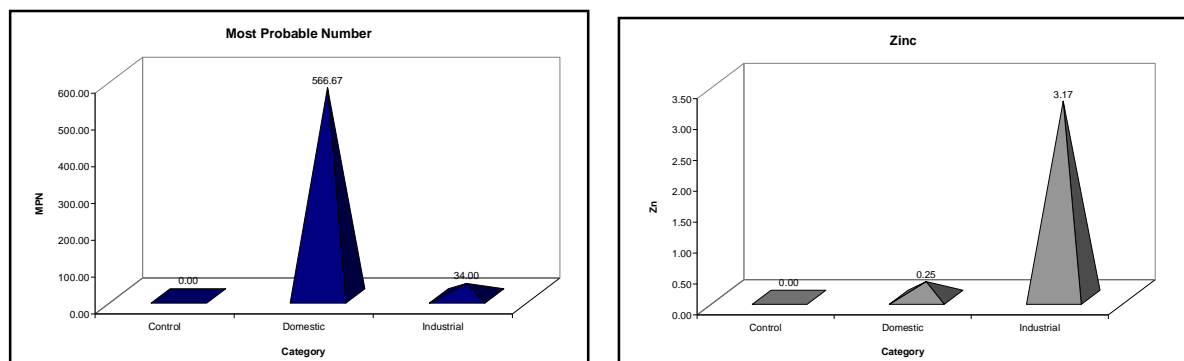 Most Probable Number
566.67
600.00
500.00
400.00
300.00
200.00
100.00
0.00
MPN
0.00
34.00
Control
Domestic
Industrial
Category
Zinc
3.17
3.50
3.00
2.50
2.00
1.50
1.00
0.50
0.00
Zn
0.00
0.25
Control
Domestic
Industrial
Category